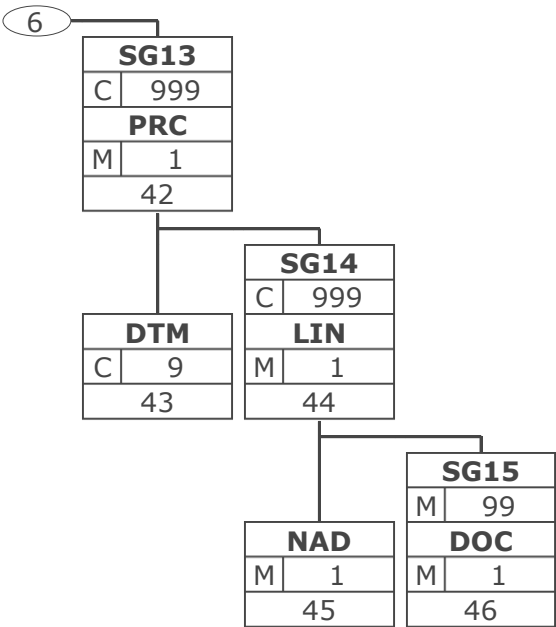 6
SG13
C 999
PRC
M 1
42
SG14
C 999
DTM
LIN
C 9
M 1
43
44
SG15
M 99
NAD
DOC
M 1
M 1
45
46